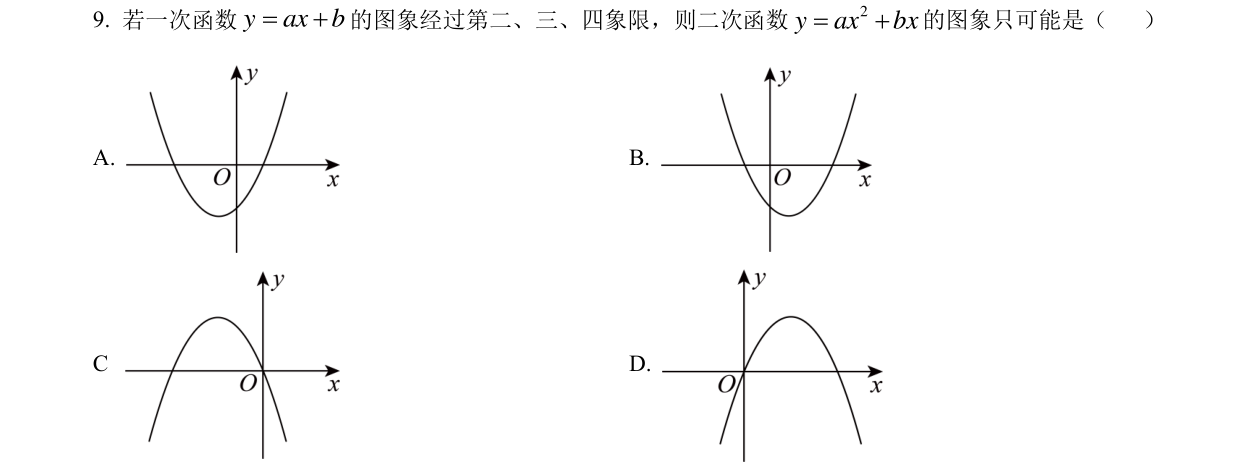 9. 若一次函数 y = ax + b 的图象经过第二、三、四象限，则二次函数 y = ax² + bx 的图象只可能是（　　）
A.
y
O
x
B.
y
O
x
C
y
O
x
D.
y
O
x